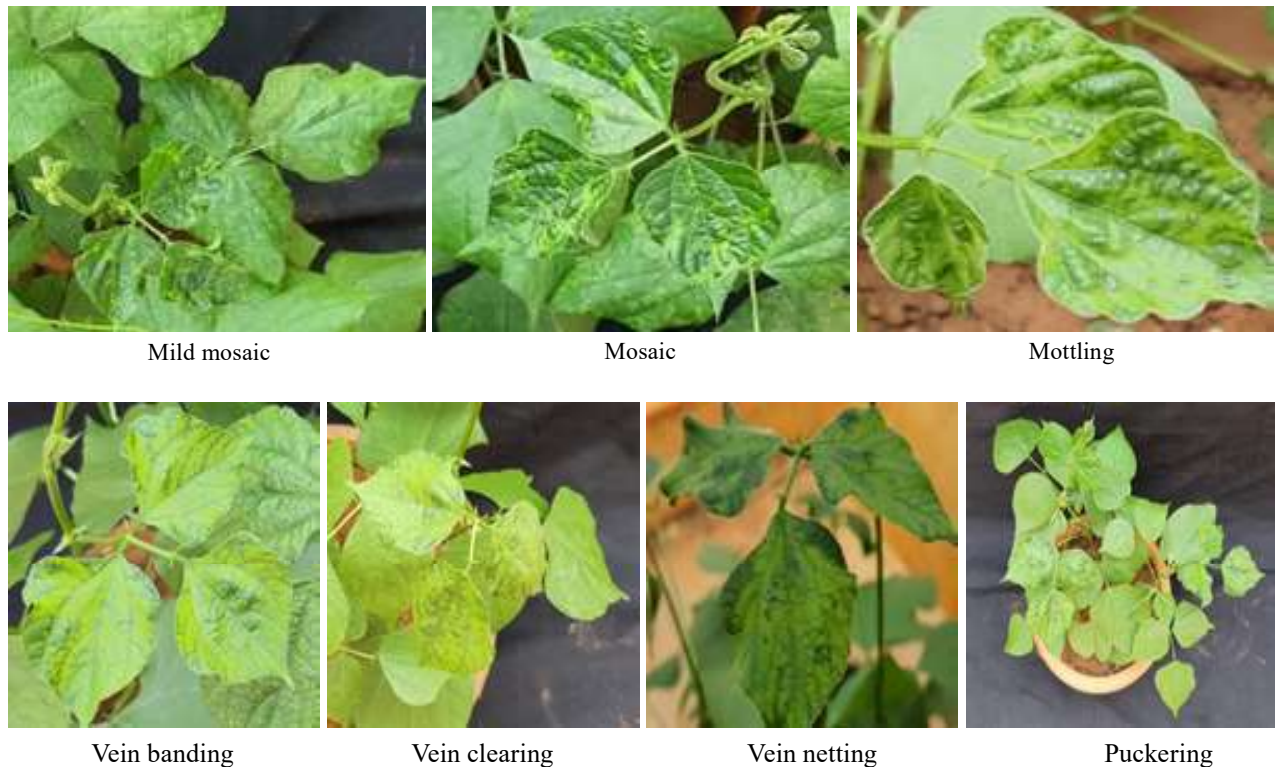 Mild mosaic
Mosaic
Mottling
Vein banding
Vein clearing
Vein netting
Puckering